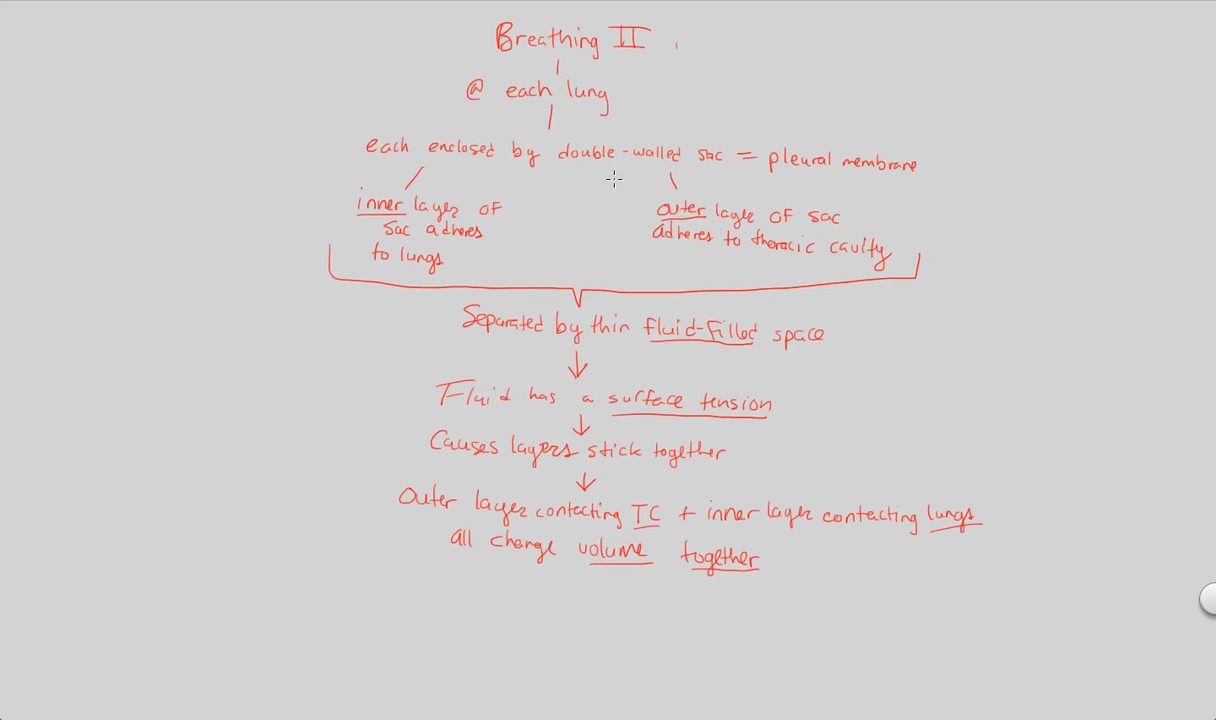 Breathing II
@ each lung
each enclosed by double-walled sac = pleural membrane
inner layer of
sac adheres
to lungs
outer layer of sac
adheres to thoracic cavity
Separated by thin fluid-filled space
Fluid has a surface tension
Causes layers stick together
Outer layer contacting TC + inner layer contacting lungs
all change volume together